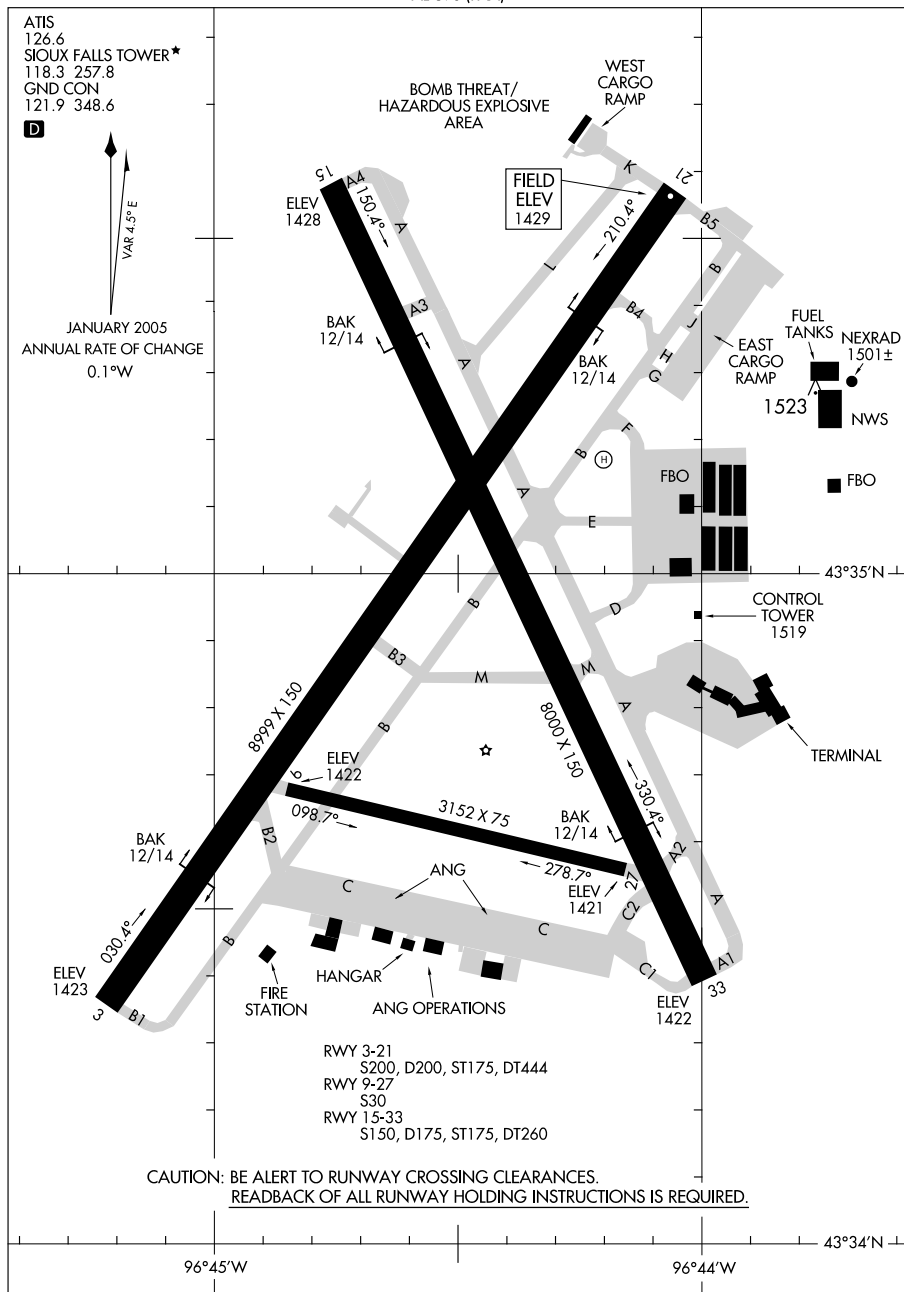 ATIS
126.6
SIOUX FALLS TOWER★
118.3 257.8
GND CON
121.9 348.6
D
VAR 4.5° E
JANUARY 2005
ANNUAL RATE OF CHANGE
0.1°W
BOMB THREAT/
HAZARDOUS EXPLOSIVE
AREA
WEST
CARGO
RAMP
FIELD
ELEV
1429
15
A4
ELEV
1428
150.4°
A
K
21
210.4°
B5
B
L
A3
BAK
12/14
A
B4
J
H
G
BAK
12/14
EAST
CARGO
RAMP
FUEL
TANKS
NEXRAD
1501±
1523
NWS
F
B
H
FBO
FBO
A
E
43°35'N
B
D
CONTROL
TOWER
1519
B3
M
M
A
8999 X 150
8000 X 150
B
TERMINAL
9
ELEV
1422
3152 X 75
098.7°
278.7°
BAK
12/14
330.4°
B2
BAK
12/14
ANG
C
C
ELEV
1421
27
A2
C2
A
030.4°
B
C1
A1
33
ELEV
1423
3
B1
FIRE
STATION
HANGAR
ANG OPERATIONS
ELEV
1422
RWY 3-21
S200, D200, ST175, DT444
RWY 9-27
S30
RWY 15-33
S150, D175, ST175, DT260
CAUTION: BE ALERT TO RUNWAY CROSSING CLEARANCES.
READBACK OF ALL RUNWAY HOLDING INSTRUCTIONS IS REQUIRED.
43°34'N
96°45'W
96°44'W